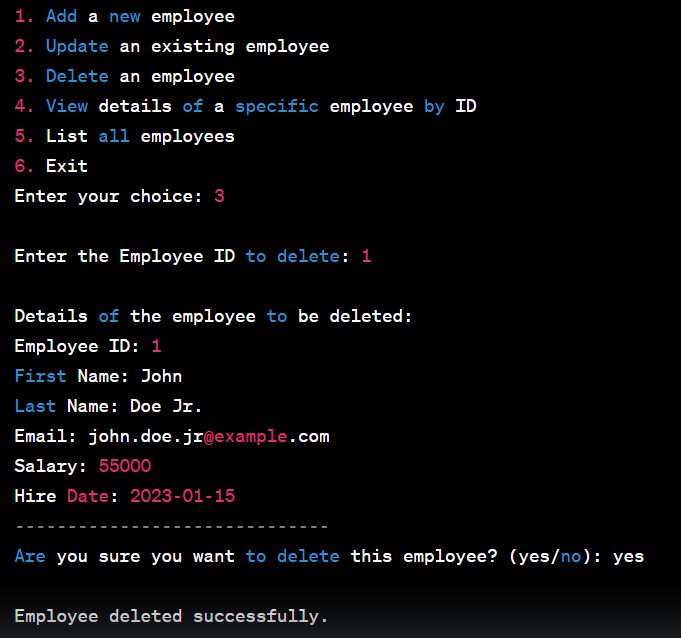 1. Add a new employee
2. Update an existing employee
3. Delete an employee
4. View details of a specific employee by ID
5. List all employees
6. Exit
Enter your choice: 3
Enter the Employee ID to delete: 1
Details of the employee to be deleted:
Employee ID: 1
First Name: John
Last Name: Doe Jr.
Email: john.doe.jr@example.com
Salary: 55000
Hire Date: 2023-01-15
------------------------------
Are you sure you want to delete this employee? (yes/no): yes
Employee deleted successfully.